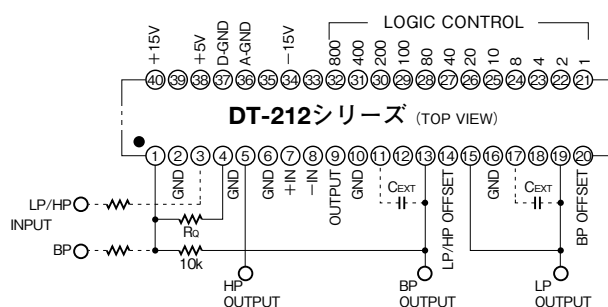 LOGIC CONTROL
+15V
+5V
D-GND
A-GND
-15V
800
400
200
100
80
40
20
10
8
4
2
1
40 39 38 37 36 35 34 33 32 31 30 29 28 27 26 25 24 23 22 21
DT-212シリーズ (TOP VIEW)
1 2 3 4 5 6 7 8 9 10 11 12 13 14 15 16 17 18 19 20
GND
GND
GND
+IN
-IN
OUTPUT
GND
CEXT
LP/HP OFFSET
GND
CEXT
BP OFFSET
LP/HP
INPUT
BP
RQ
10k
HP
OUTPUT
BP
OUTPUT
LP
OUTPUT